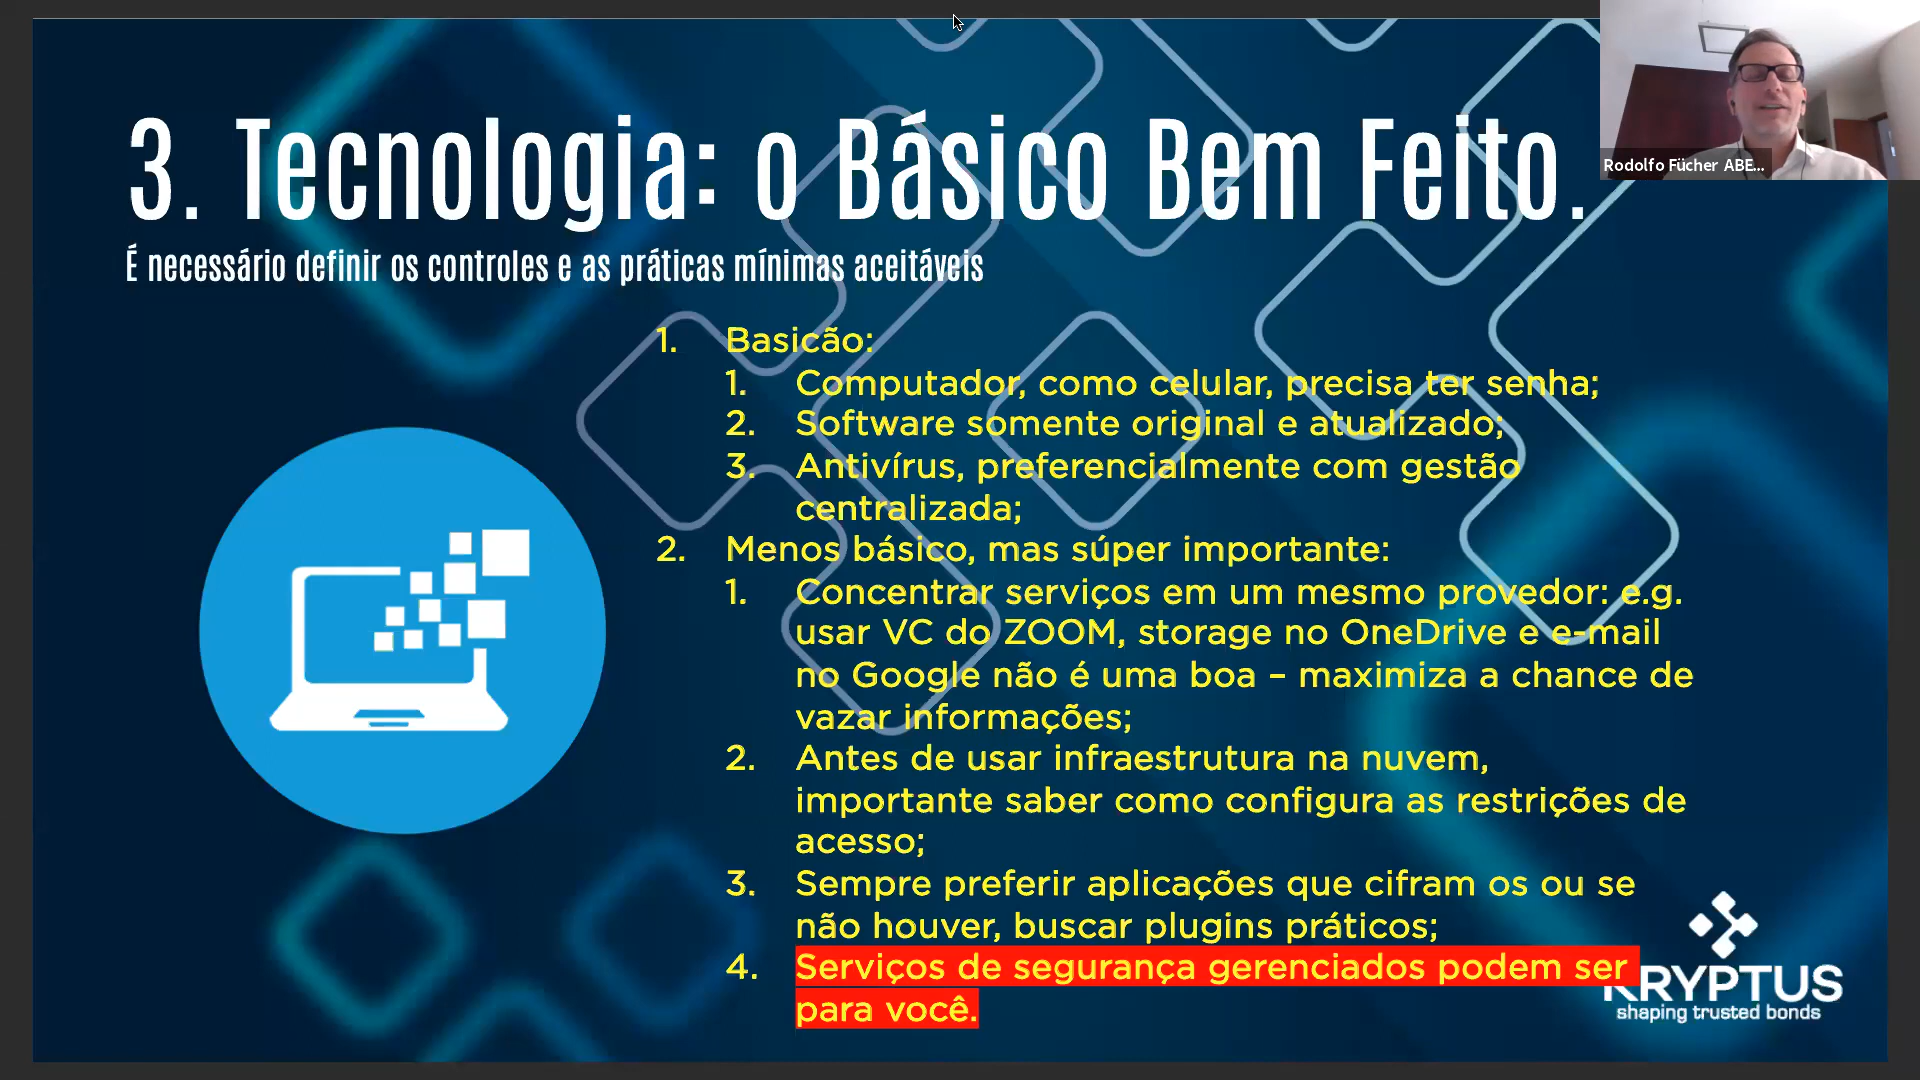 3. Tecnologia: o Básico Bem Feito.
É necessário definir os controles e as práticas mínimas aceitáveis
Rodolfo Fücher ABE...
1. Basicão:
1. Computador, como celular, precisa ter senha;
2. Software somente original e atualizado;
3. Antivírus, preferencialmente com gestão
centralizada;
2. Menos básico, mas súper importante:
1. Concentrar serviços em um mesmo provedor: e.g.
usar VC do ZOOM, storage no OneDrive e e-mail
no Google não é uma boa – maximiza a chance de
vazar informações;
2. Antes de usar infraestrutura na nuvem,
importante saber como configura as restrições de
acesso;
3. Sempre preferir aplicações que cifram os ou se
não houver, buscar plugins práticos;
4. Serviços de segurança gerenciados podem ser
para você.
KRYPTUS
shaping trusted bonds